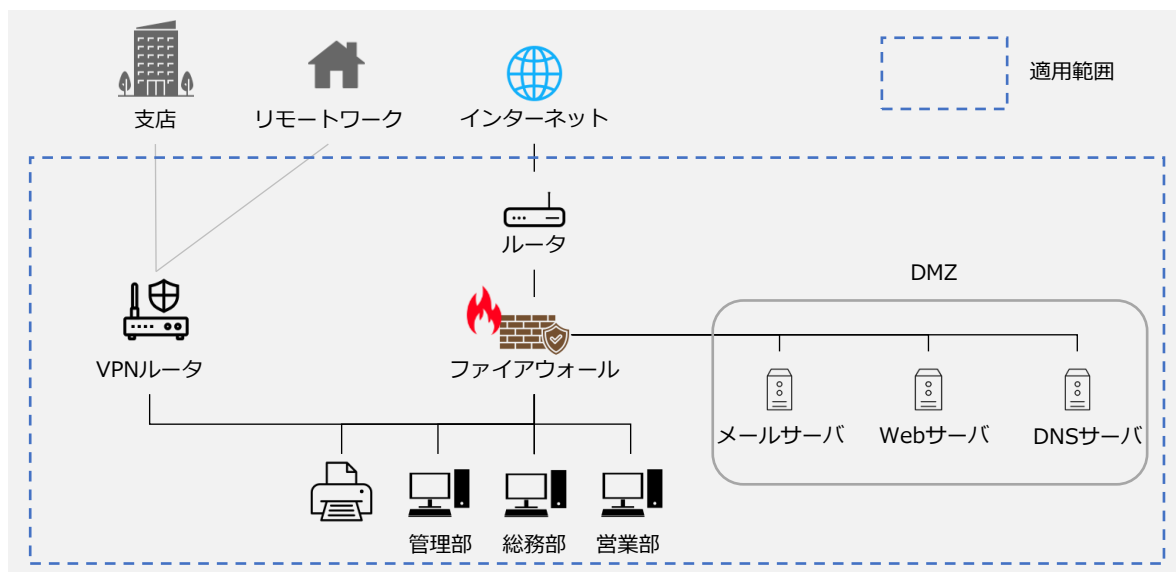 適用範囲
支店
リモートワーク
インターネット
ルータ
DMZ
VPNルータ
ファイアウォール
メールサーバ
Webサーバ
DNSサーバ
管理部
総務部
営業部